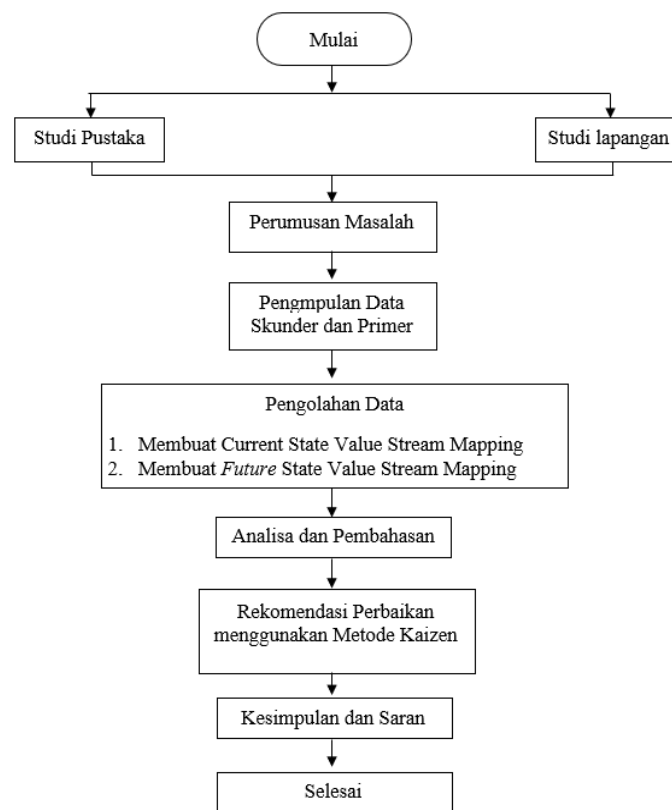 Mulai
Studi Pustaka
Studi lapangan
Perumusan Masalah
Pengmpulan Data
Skunder dan Primer
Pengolahan Data
1. Membuat Current State Value Stream Mapping
2. Membuat Future State Value Stream Mapping
Analisa dan Pembahasan
Rekomendasi Perbaikan
menggunakan Metode Kaizen
Kesimpulan dan Saran
Selesai